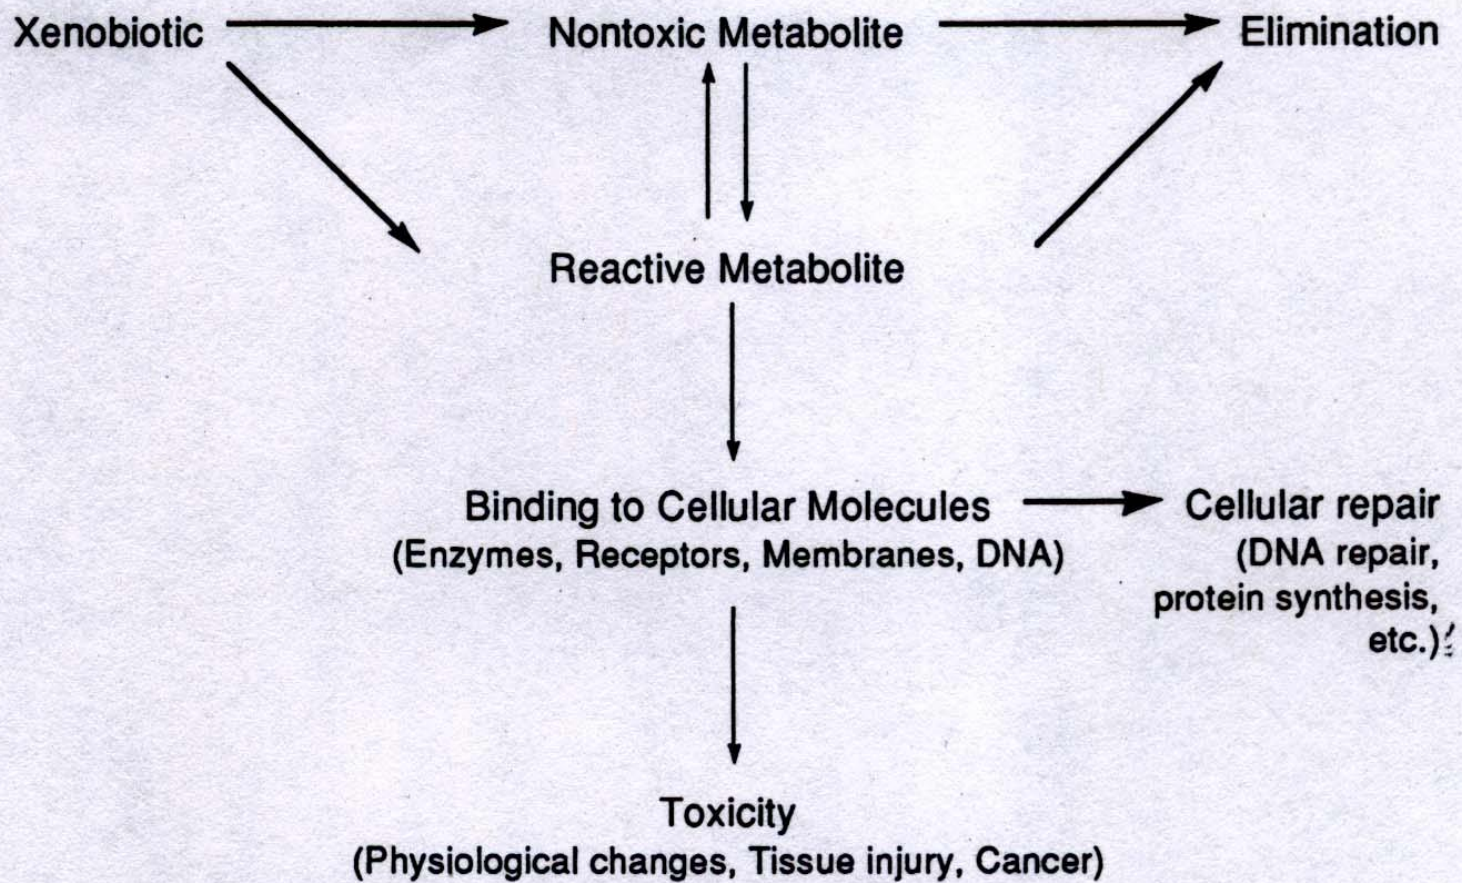 Xenobiotic
Nontoxic Metabolite
Elimination
Reactive Metabolite
Binding to Cellular Molecules
(Enzymes, Receptors, Membranes, DNA)
Cellular repair
(DNA repair,
protein synthesis,
etc.)
Toxicity
(Physiological changes, Tissue injury, Cancer)